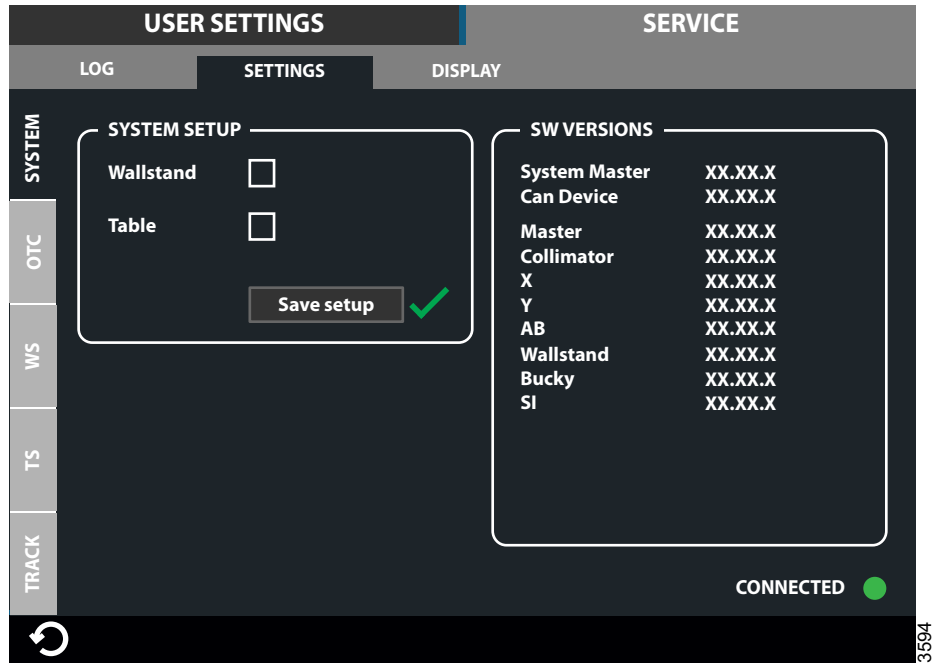 USER SETTINGS SERVICE
LOG SETTINGS DISPLAY
SYSTEM
OTC
WS
TS
TRACK
SYSTEM SETUP
Wallstand
Table
Save setup
SW VERSIONS
System Master XX.XX.X
Can Device XX.XX.X
Master XX.XX.X
Collimator XX.XX.X
X XX.XX.X
Y XX.XX.X
AB XX.XX.X
Wallstand XX.XX.X
Bucky XX.XX.X
SI XX.XX.X
CONNECTED
3594